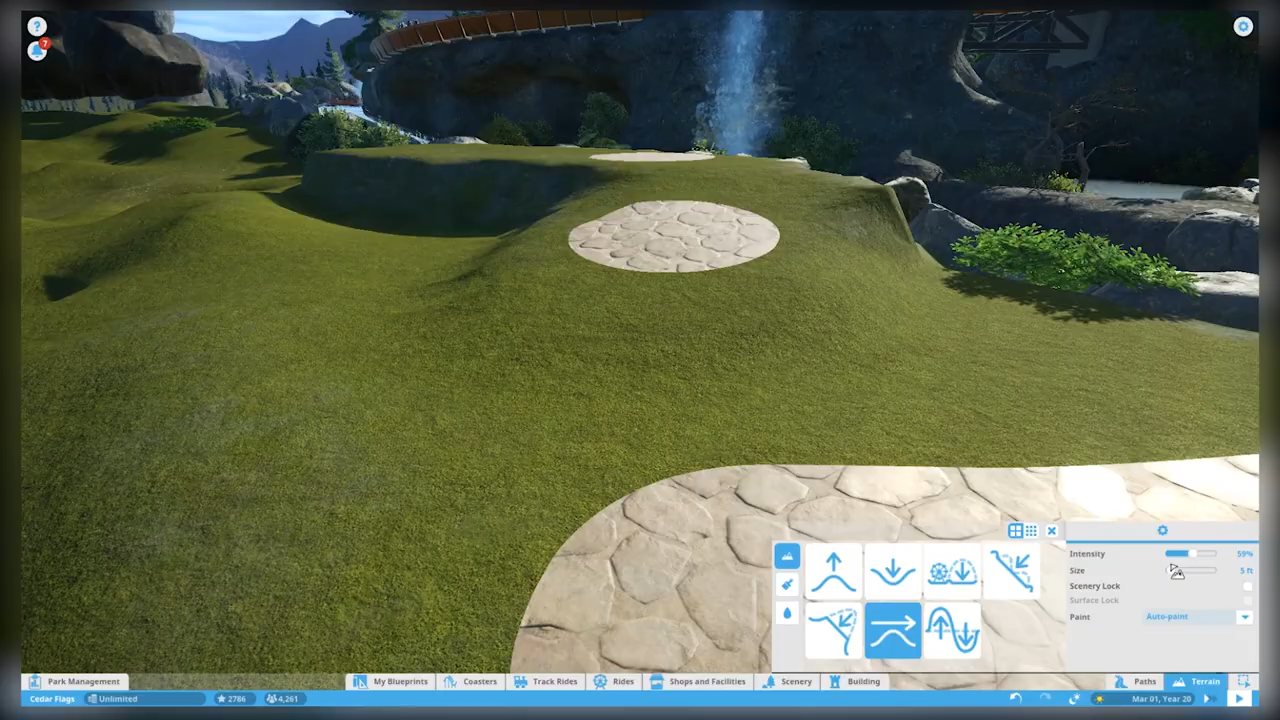 ?
7
Intensity 59%
Size 5 ft
Scenery Lock
Surface Lock
Paint Auto-paint
Park Management My Blueprints Coasters Track Rides Rides Shops and Facilities Scenery Building Paths Terrain
Cedar Flags Unlimited 2786 4,261 Mar 01, Year 20